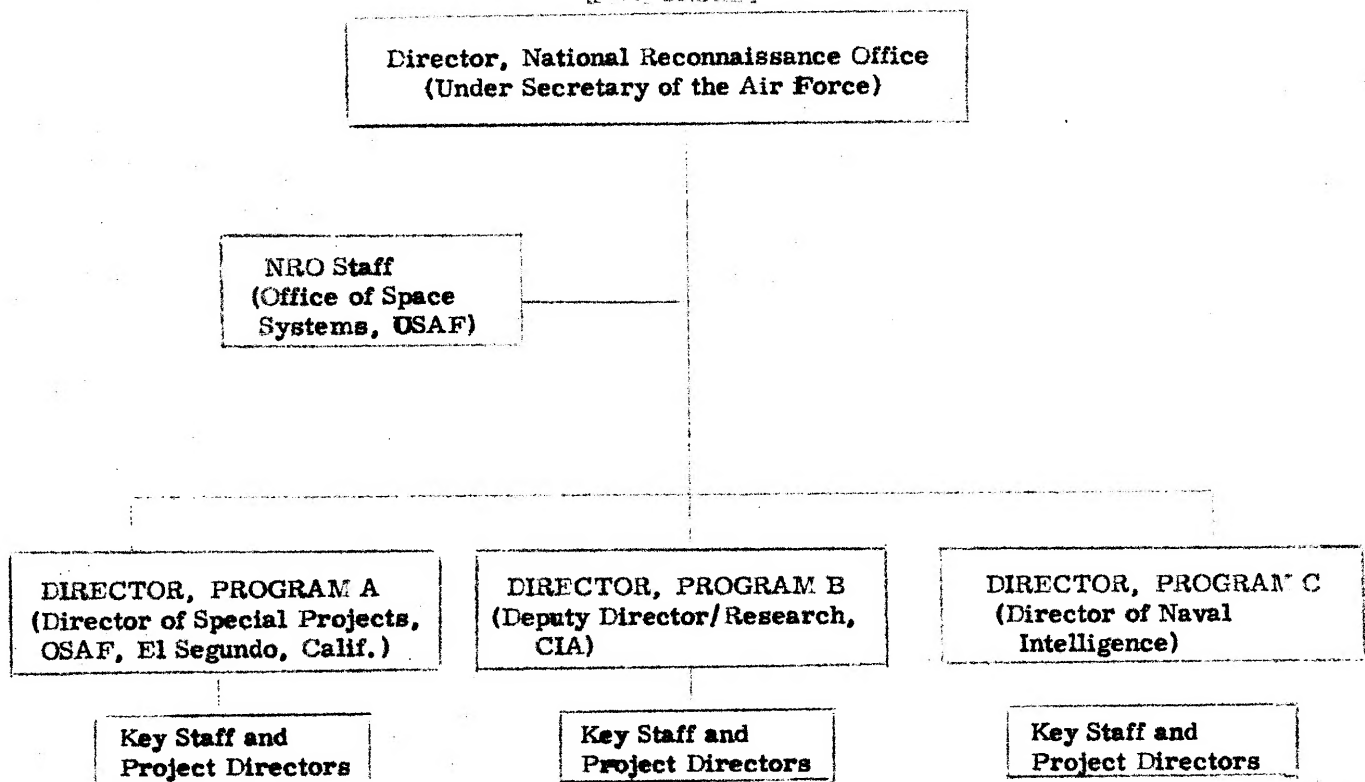 Director, National Reconnaissance Office
(Under Secretary of the Air Force)
NRO Staff
(Office of Space
Systems, OSAF)
DIRECTOR, PROGRAM A
(Director of Special Projects,
OSAF, El Segundo, Calif.)
DIRECTOR, PROGRAM B
(Deputy Director/Research,
CIA)
DIRECTOR, PROGRAM C
(Director of Naval
Intelligence)
Key Staff and
Project Directors
Key Staff and
Project Directors
Key Staff and
Project Directors